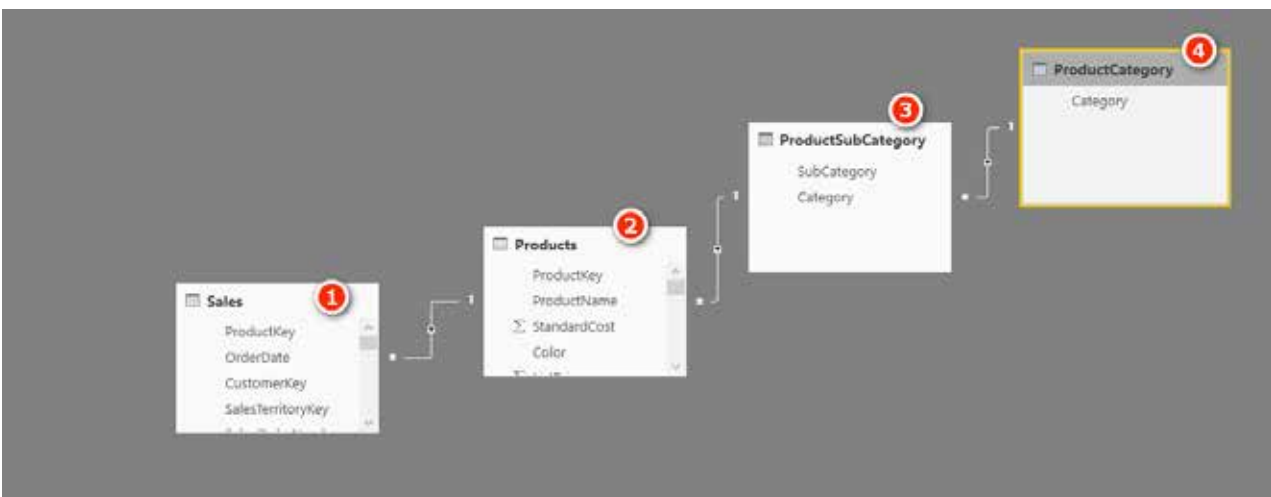 4
ProductCategory
Category
1
3
ProductSubCategory
SubCategory
Category
*
1
2
Products
ProductKey
ProductName
Σ StandardCost
Color
*
1
1
Sales
ProductKey
OrderDate
CustomerKey
SalesTerritoryKey
*